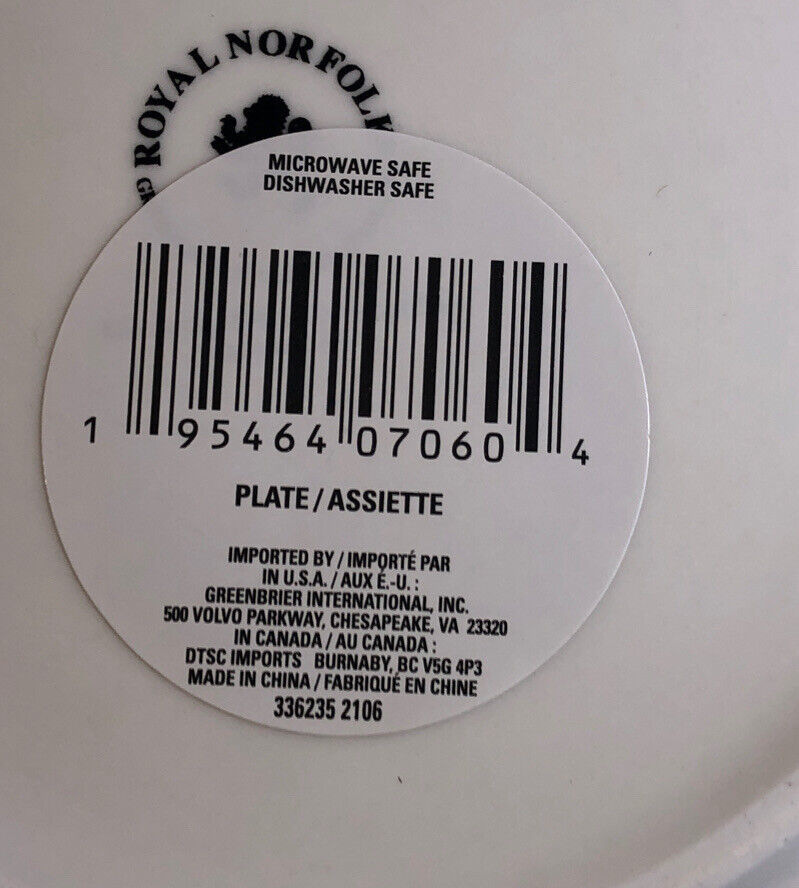 ROYAL NORFOLK
MICROWAVE SAFE
DISHWASHER SAFE
1 95464 07060 4
PLATE / ASSIETTE
IMPORTED BY / IMPORTÉ PAR
IN U.S.A. / AUX É.-U. :
GREENBRIER INTERNATIONAL, INC.
500 VOLVO PARKWAY, CHESAPEAKE, VA 23320
IN CANADA / AU CANADA :
DTSC IMPORTS BURNABY, BC V5G 4P3
MADE IN CHINA / FABRIQUÉ EN CHINE
336235 2106